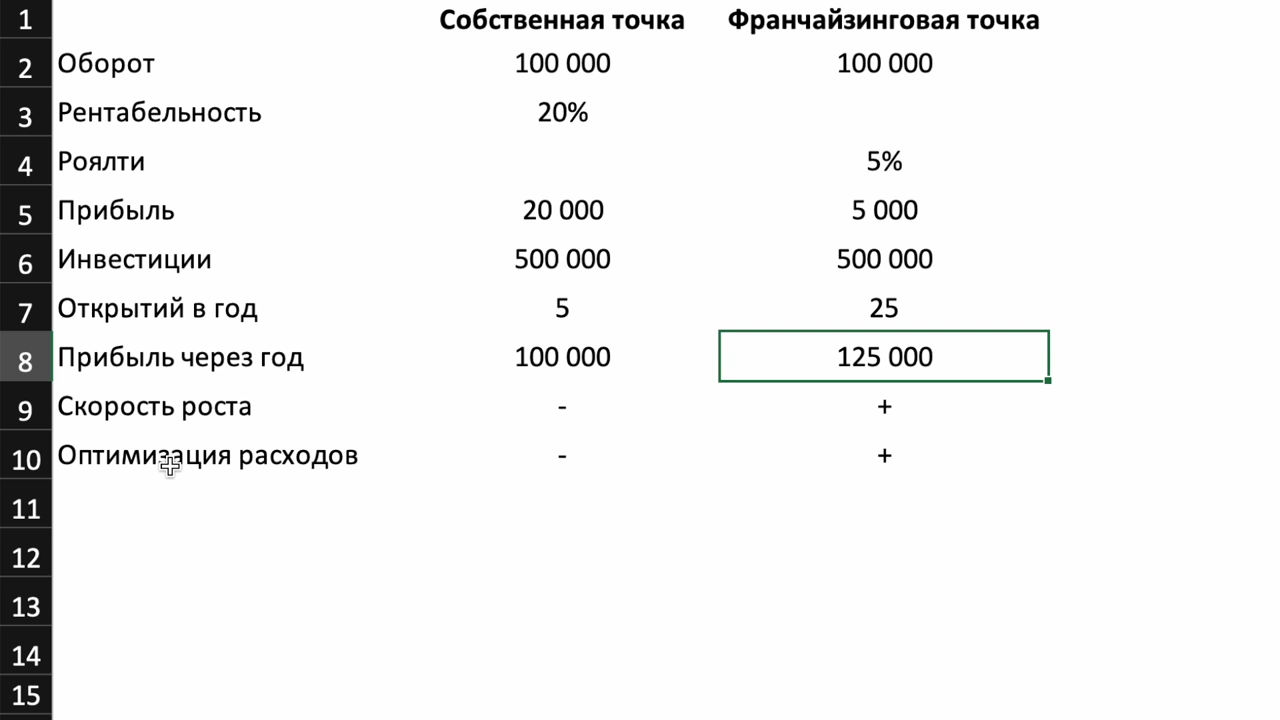 1 Собственная точка Франчайзинговая точка
2 Оборот 100 000 100 000
3 Рентабельность 20%
4 Роялти 5%
5 Прибыль 20 000 5 000
6 Инвестиции 500 000 500 000
7 Открытий в год 5 25
8 Прибыль через год 100 000 125 000
9 Скорость роста - +
10 Оптимизация расходов - +
11
12
13
14
15